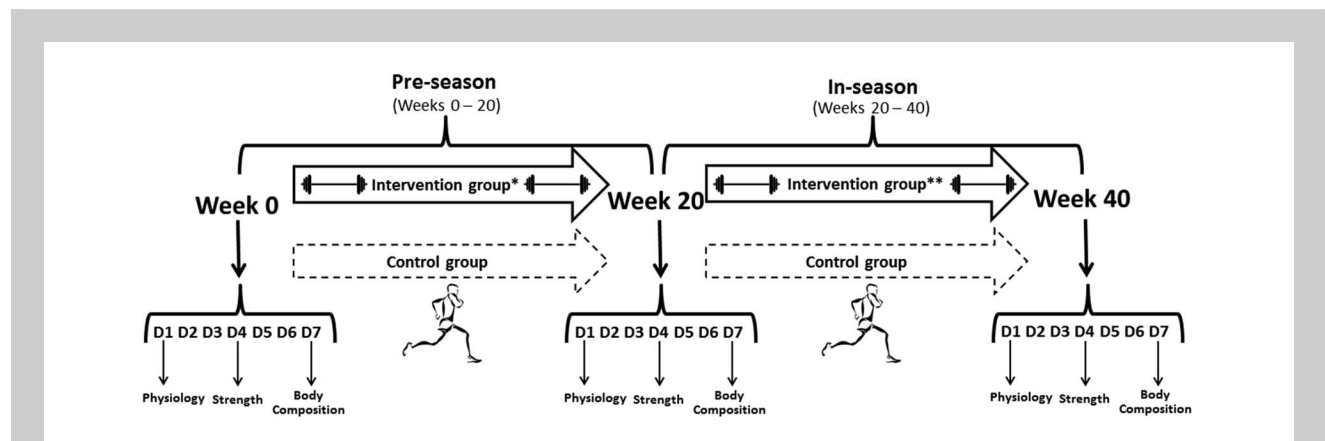 Pre-season
(Weeks 0 – 20)
In-season
(Weeks 20 – 40)
Week 0
Intervention group*
Week 20
Intervention group**
Week 40
Control group
Control group
D1 D2 D3 D4 D5 D6 D7
D1 D2 D3 D4 D5 D6 D7
D1 D2 D3 D4 D5 D6 D7
Physiology Strength Body
Composition
Physiology Strength Body
Composition
Physiology Strength Body
Composition